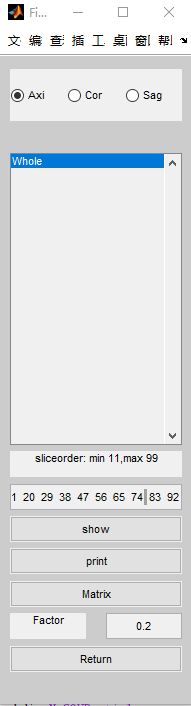 Fi...
文 编 查 插 工 桌 窗 帮
Axi Cor Sag
Whole
sliceorder: min 11,max 99
1 20 29 38 47 56 65 74 83 92
show
print
Matrix
Factor 0.2
Return